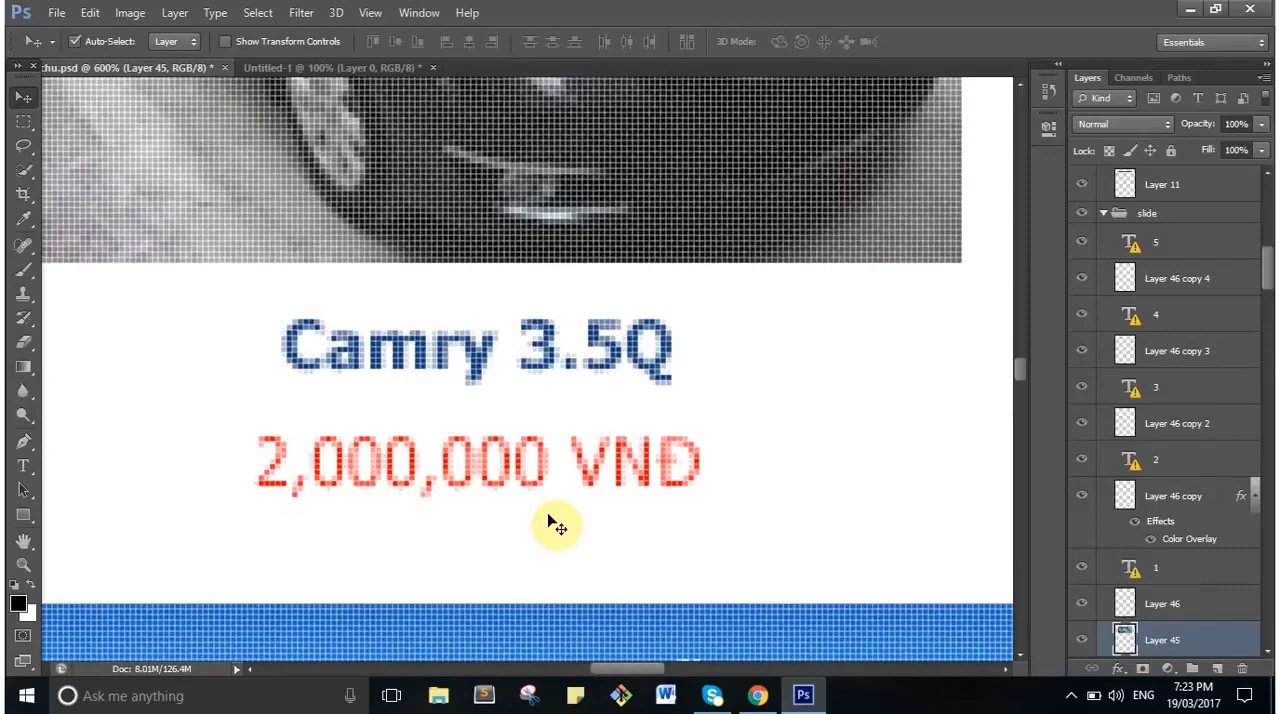 Ps File Edit Image Layer Type Select Filter 3D View Window Help
Auto-Select: Layer Show Transform Controls 3D Mode: Essentials
chu.psd @ 600% (Layer 45, RGB/8) * × Untitled-1 @ 100% (Layer 0, RGB/8) * ×
Layers Channels Paths
Kind
Normal Opacity: 100%
Lock: Fill: 100%
Layer 11
slide
5
Layer 46 copy 4
4
Layer 46 copy 3
3
Layer 46 copy 2
2
Layer 46 copy fx
Effects
Color Overlay
1
Layer 46
Layer 45
Camry 3.5Q
2,000,000 VNĐ
Doc: 8.01M/126.4M
Ask me anything
ENG
7:23 PM
19/03/2017